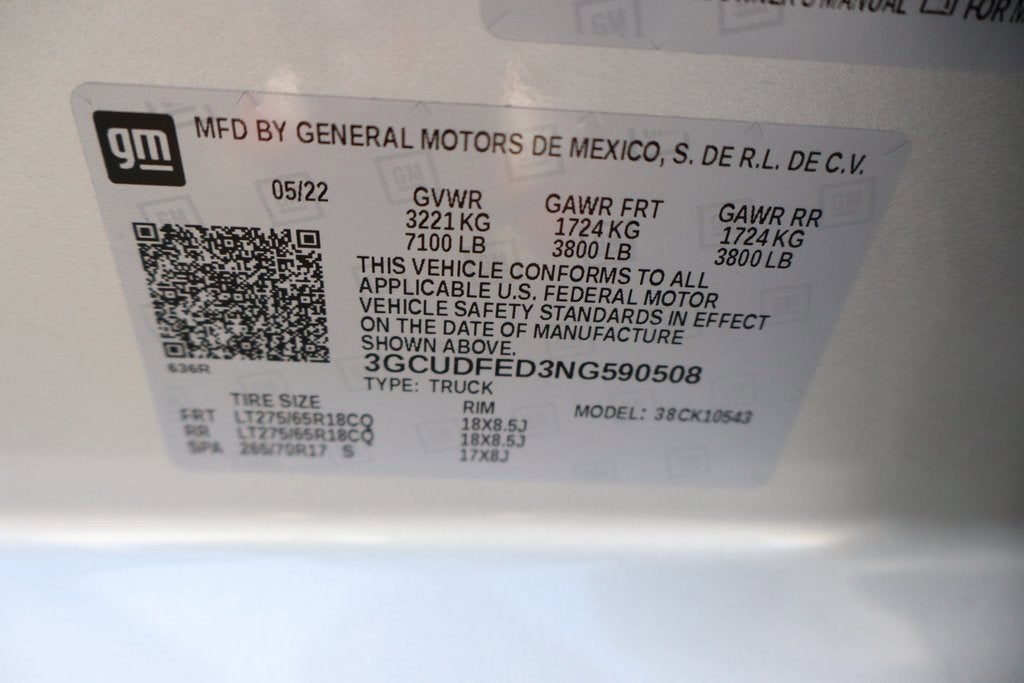 OWNER'S MANUAL FOR M
gm
MFD BY GENERAL MOTORS DE MEXICO, S. DE R.L. DE C.V.
05/22
GVWR GAWR FRT GAWR RR
3221 KG 1724 KG 1724 KG
7100 LB 3800 LB 3800 LB
THIS VEHICLE CONFORMS TO ALL
APPLICABLE U.S. FEDERAL MOTOR
VEHICLE SAFETY STANDARDS IN EFFECT
ON THE DATE OF MANUFACTURE
SHOWN ABOVE.
636R
3GCUDFED3NG590508
TYPE: TRUCK
TIRE SIZE RIM MODEL: 38CK10543
FRT LT275/65R18CQ 18X8.5J
RR LT275/65R18CQ 18X8.5J
SPA 265/70R17 S 17X8J